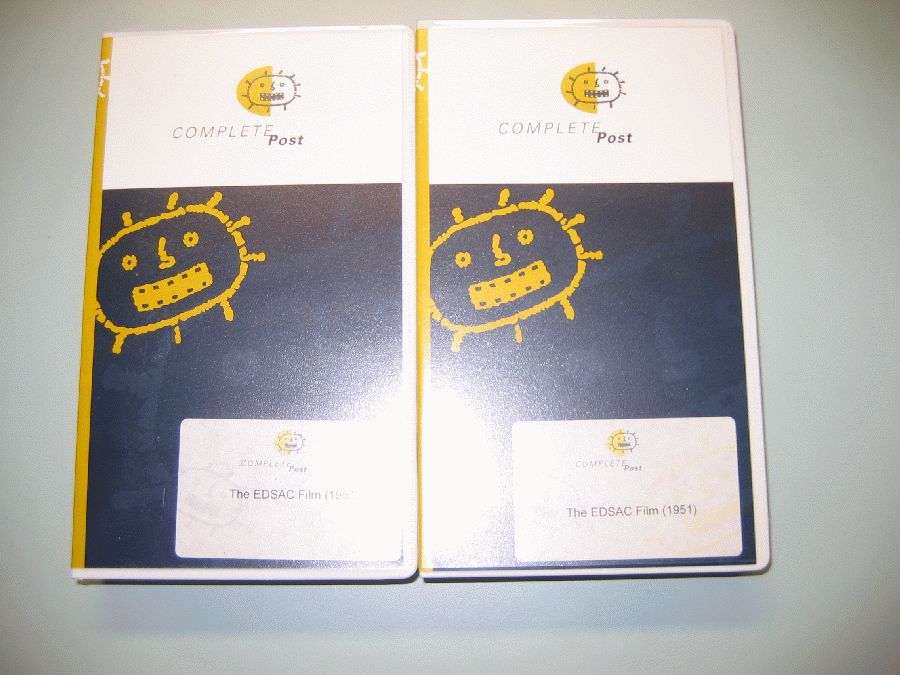 COMPLETE
Post
COMPLETE
Post
The EDSAC Film (195
COMPLETE
Post
COMPLETE
Post
The EDSAC Film (1951)